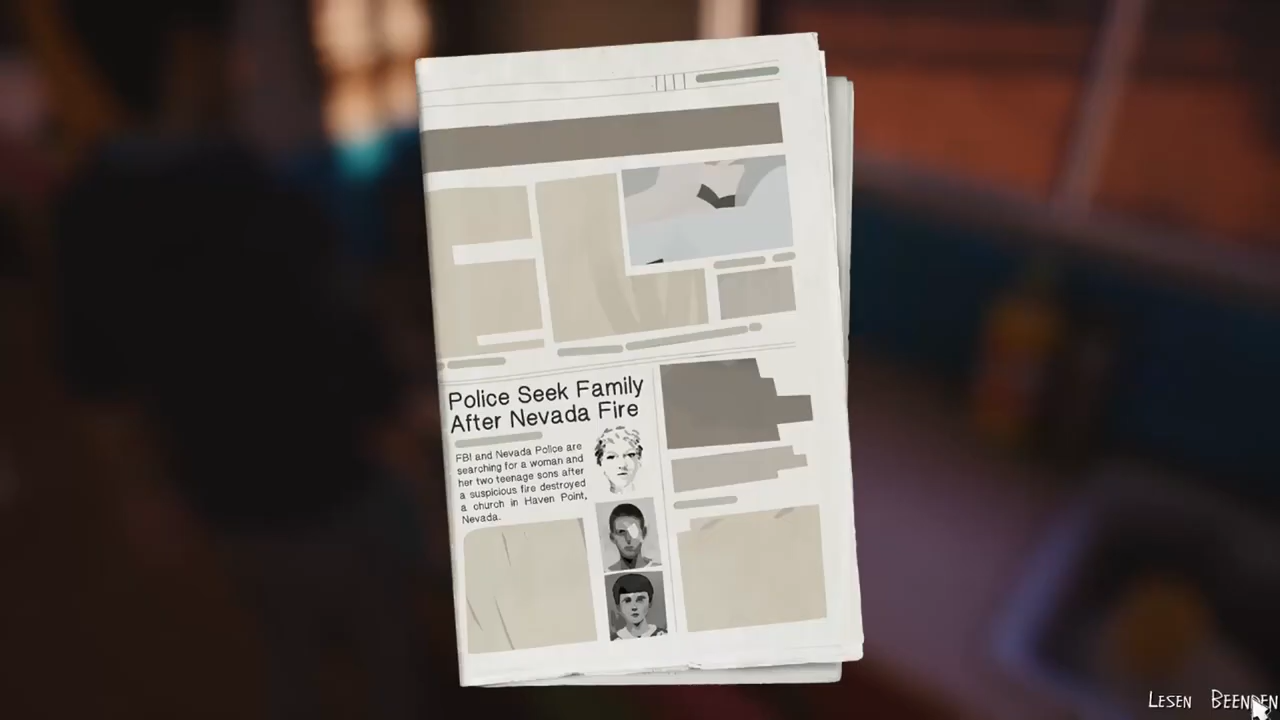 Police Seek Family
After Nevada Fire
FBI and Nevada Police are
searching for a woman and
her two teenage sons after
a suspicious fire destroyed
a church in Haven Point,
Nevada.
LESEN BEENDEN